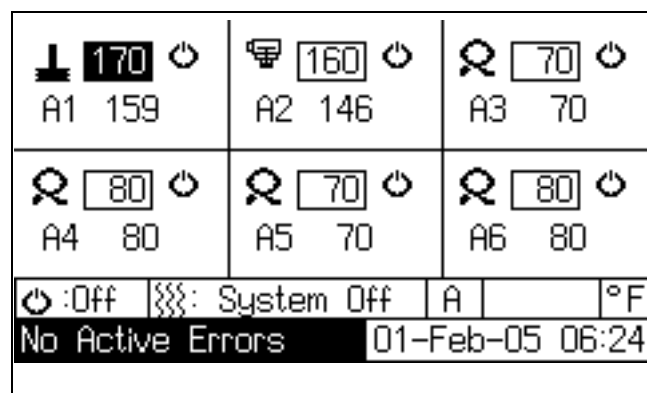 170 160 70
A1 159 A2 146 A3 70
80 70 80
A4 80 A5 70 A6 80
:Off : System Off A °F
No Active Errors 01-Feb-05 06:24